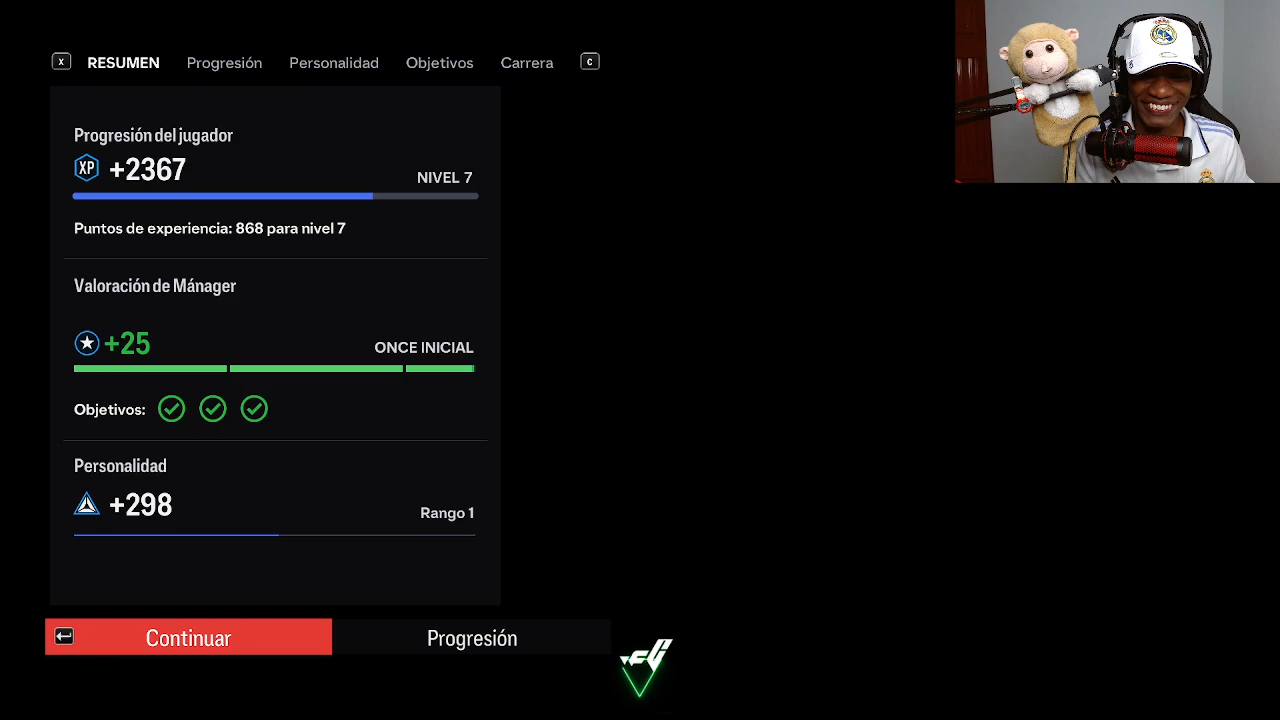 X RESUMEN Progresión Personalidad Objetivos Carrera C
Progresión del jugador
XP +2367
NIVEL 7
Puntos de experiencia: 868 para nivel 7
Valoración de Mánager
+25
ONCE INICIAL
Objetivos:
Personalidad
+298
Rango 1
Continuar
Progresión